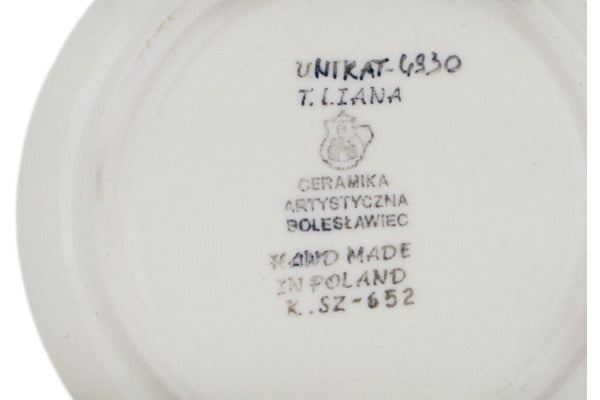 UNIKAT-4930
T. LIANA
CERAMIKA
ARTYSTYCZNA
BOLESŁAWIEC
HAND MADE
IN POLAND
K. SZ-652